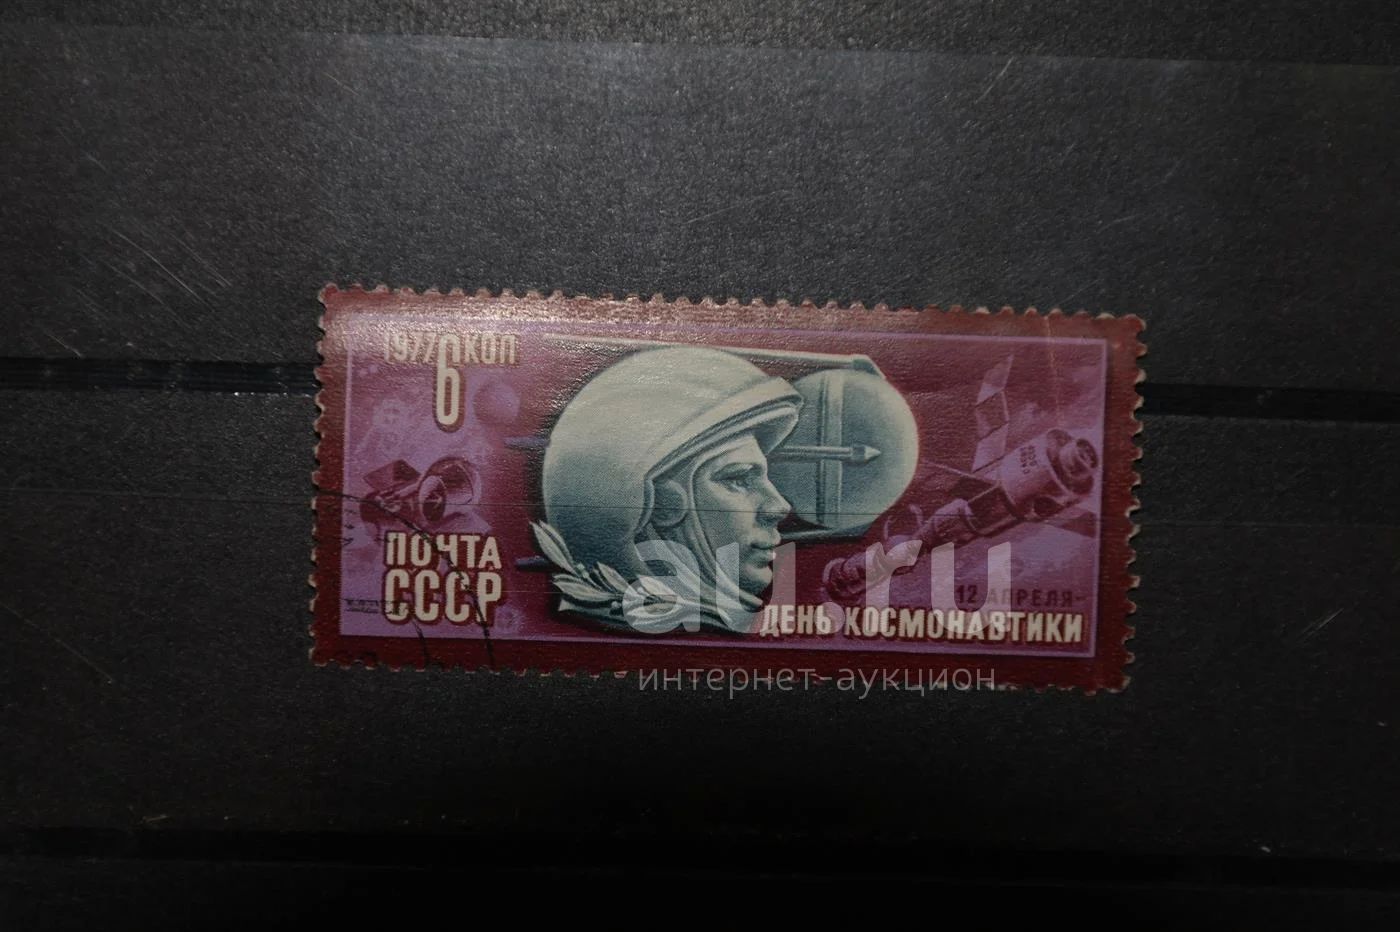 1977 6 КОП
ПОЧТА
СССР
12 АПРЕЛЯ-
ДЕНЬ КОСМОНАВТИКИ
au.ru
интернет-аукцион